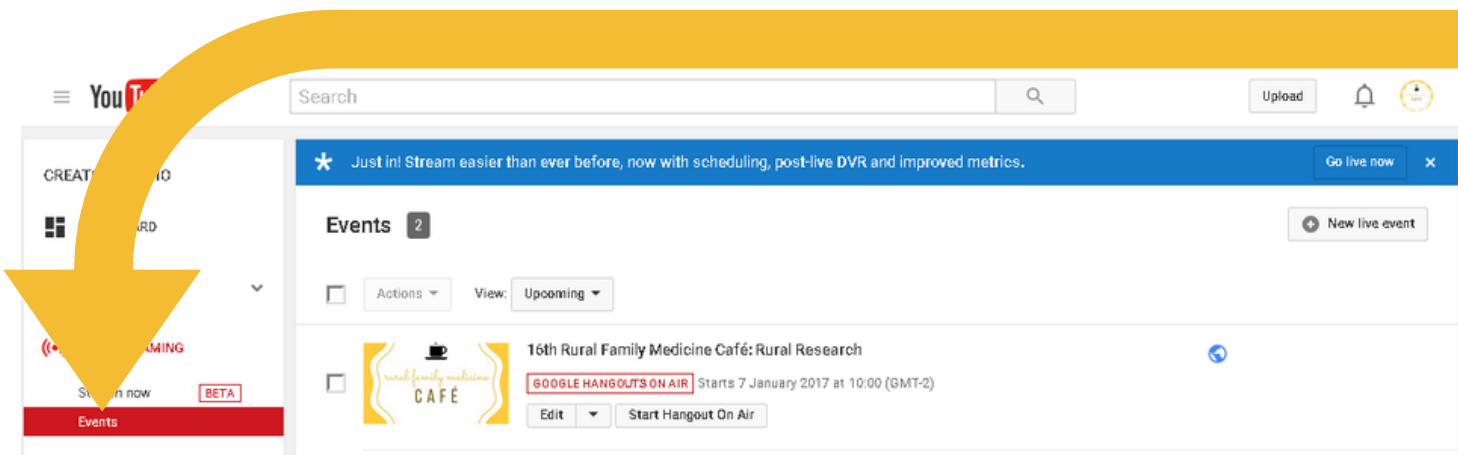 You
Search
Upload
Just in! Stream easier than ever before, now with scheduling, post-live DVR and improved metrics.
Go live now
Events 2
New live event
Actions
View: Upcoming
16th Rural Family Medicine Café: Rural Research
GOOGLE HANGOUTS ON AIR Starts 7 January 2017 at 10:00 (GMT-2)
rural family medicine
CAFÉ
Edit
Start Hangout On Air
now BETA
Events